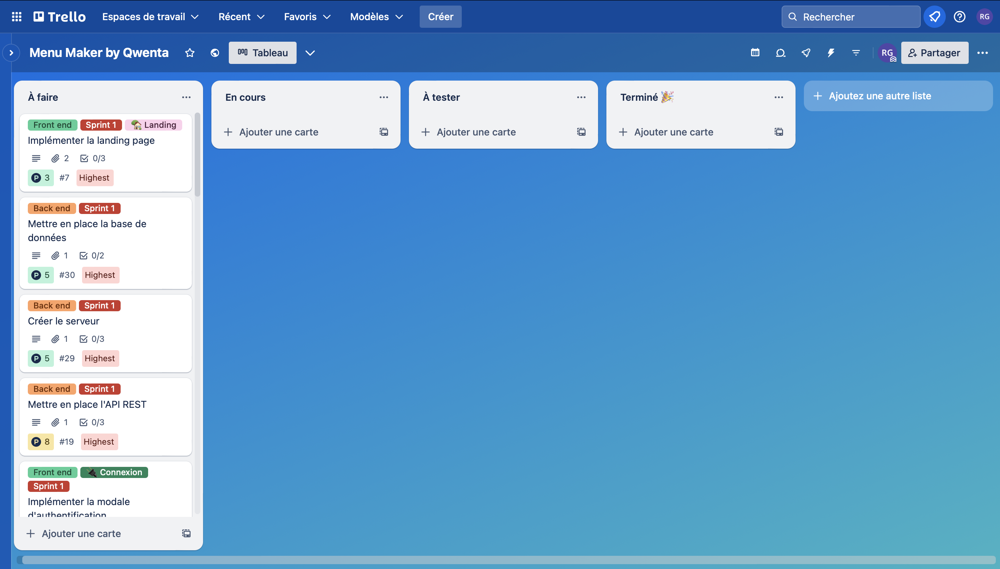 Trello Espaces de travail Récent Favoris Modèles Créer Rechercher RG
Menu Maker by Qwenta Tableau RG Partager
À faire
Front end Sprint 1 🏡 Landing
Implémenter la landing page
2 0/3
P 3 #7 Highest
Back end Sprint 1
Mettre en place la base de
données
1 0/2
P 5 #30 Highest
Back end Sprint 1
Créer le serveur
1 0/3
P 5 #29 Highest
Back end Sprint 1
Mettre en place l'API REST
1 0/3
P 8 #19 Highest
Front end 🔌 Connexion
Sprint 1
Implémenter la modale
d'authentification
+ Ajouter une carte
En cours
+ Ajouter une carte
À tester
+ Ajouter une carte
Terminé 🎉
+ Ajouter une carte
+ Ajoutez une autre liste